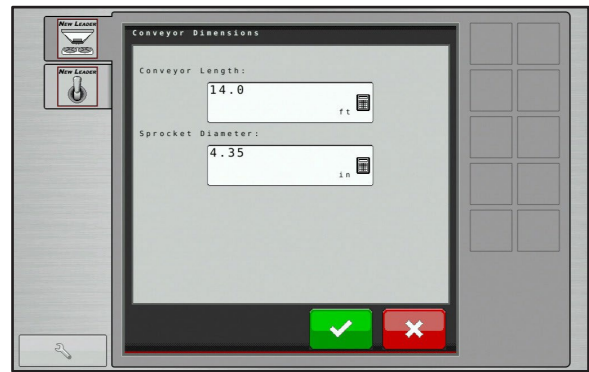 NEW LEADER
NEW LEADER
Conveyor Dimensions
Conveyor Length:
14.0
ft
Sprocket Diameter:
4.35
in